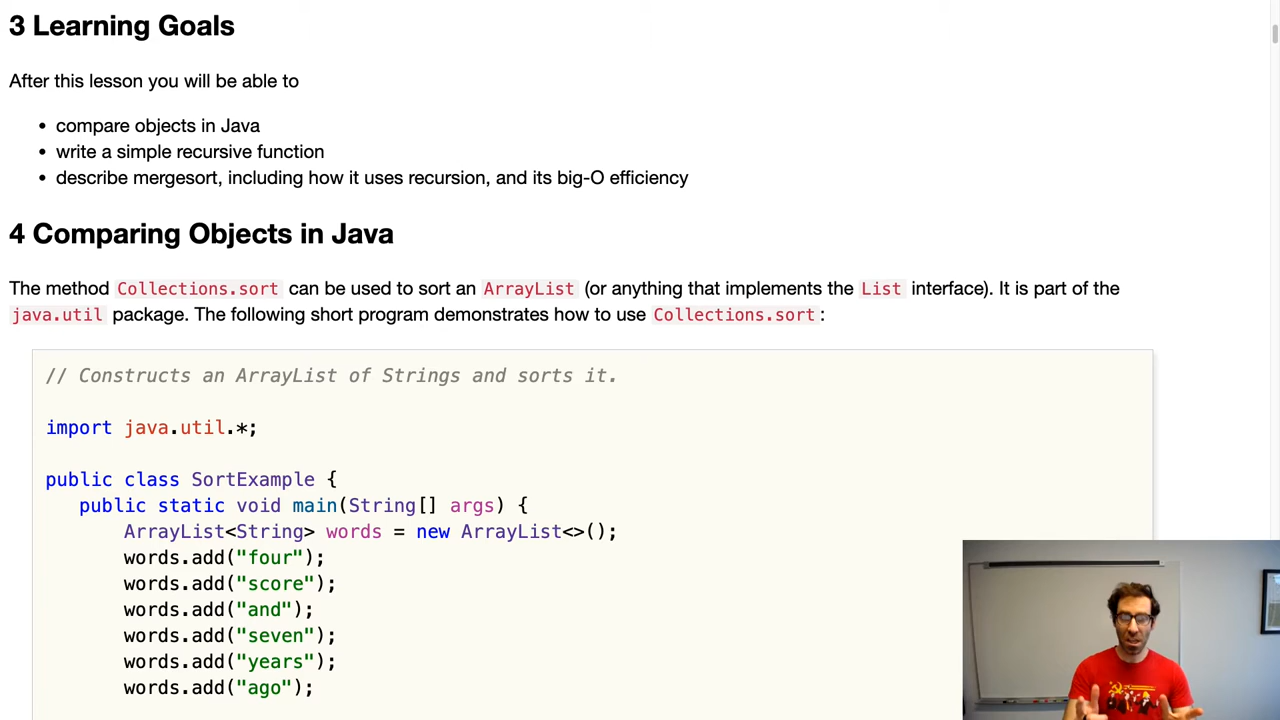 3 Learning Goals
After this lesson you will be able to
• compare objects in Java
• write a simple recursive function
• describe mergesort, including how it uses recursion, and its big-O efficiency
4 Comparing Objects in Java
The method Collections.sort can be used to sort an ArrayList (or anything that implements the List interface). It is part of the
java.util package. The following short program demonstrates how to use Collections.sort:
// Constructs an ArrayList of Strings and sorts it.
import java.util.*;
public class SortExample {
public static void main(String[] args) {
ArrayList<String> words = new ArrayList<>();
words.add("four");
words.add("score");
words.add("and");
words.add("seven");
words.add("years");
words.add("ago");